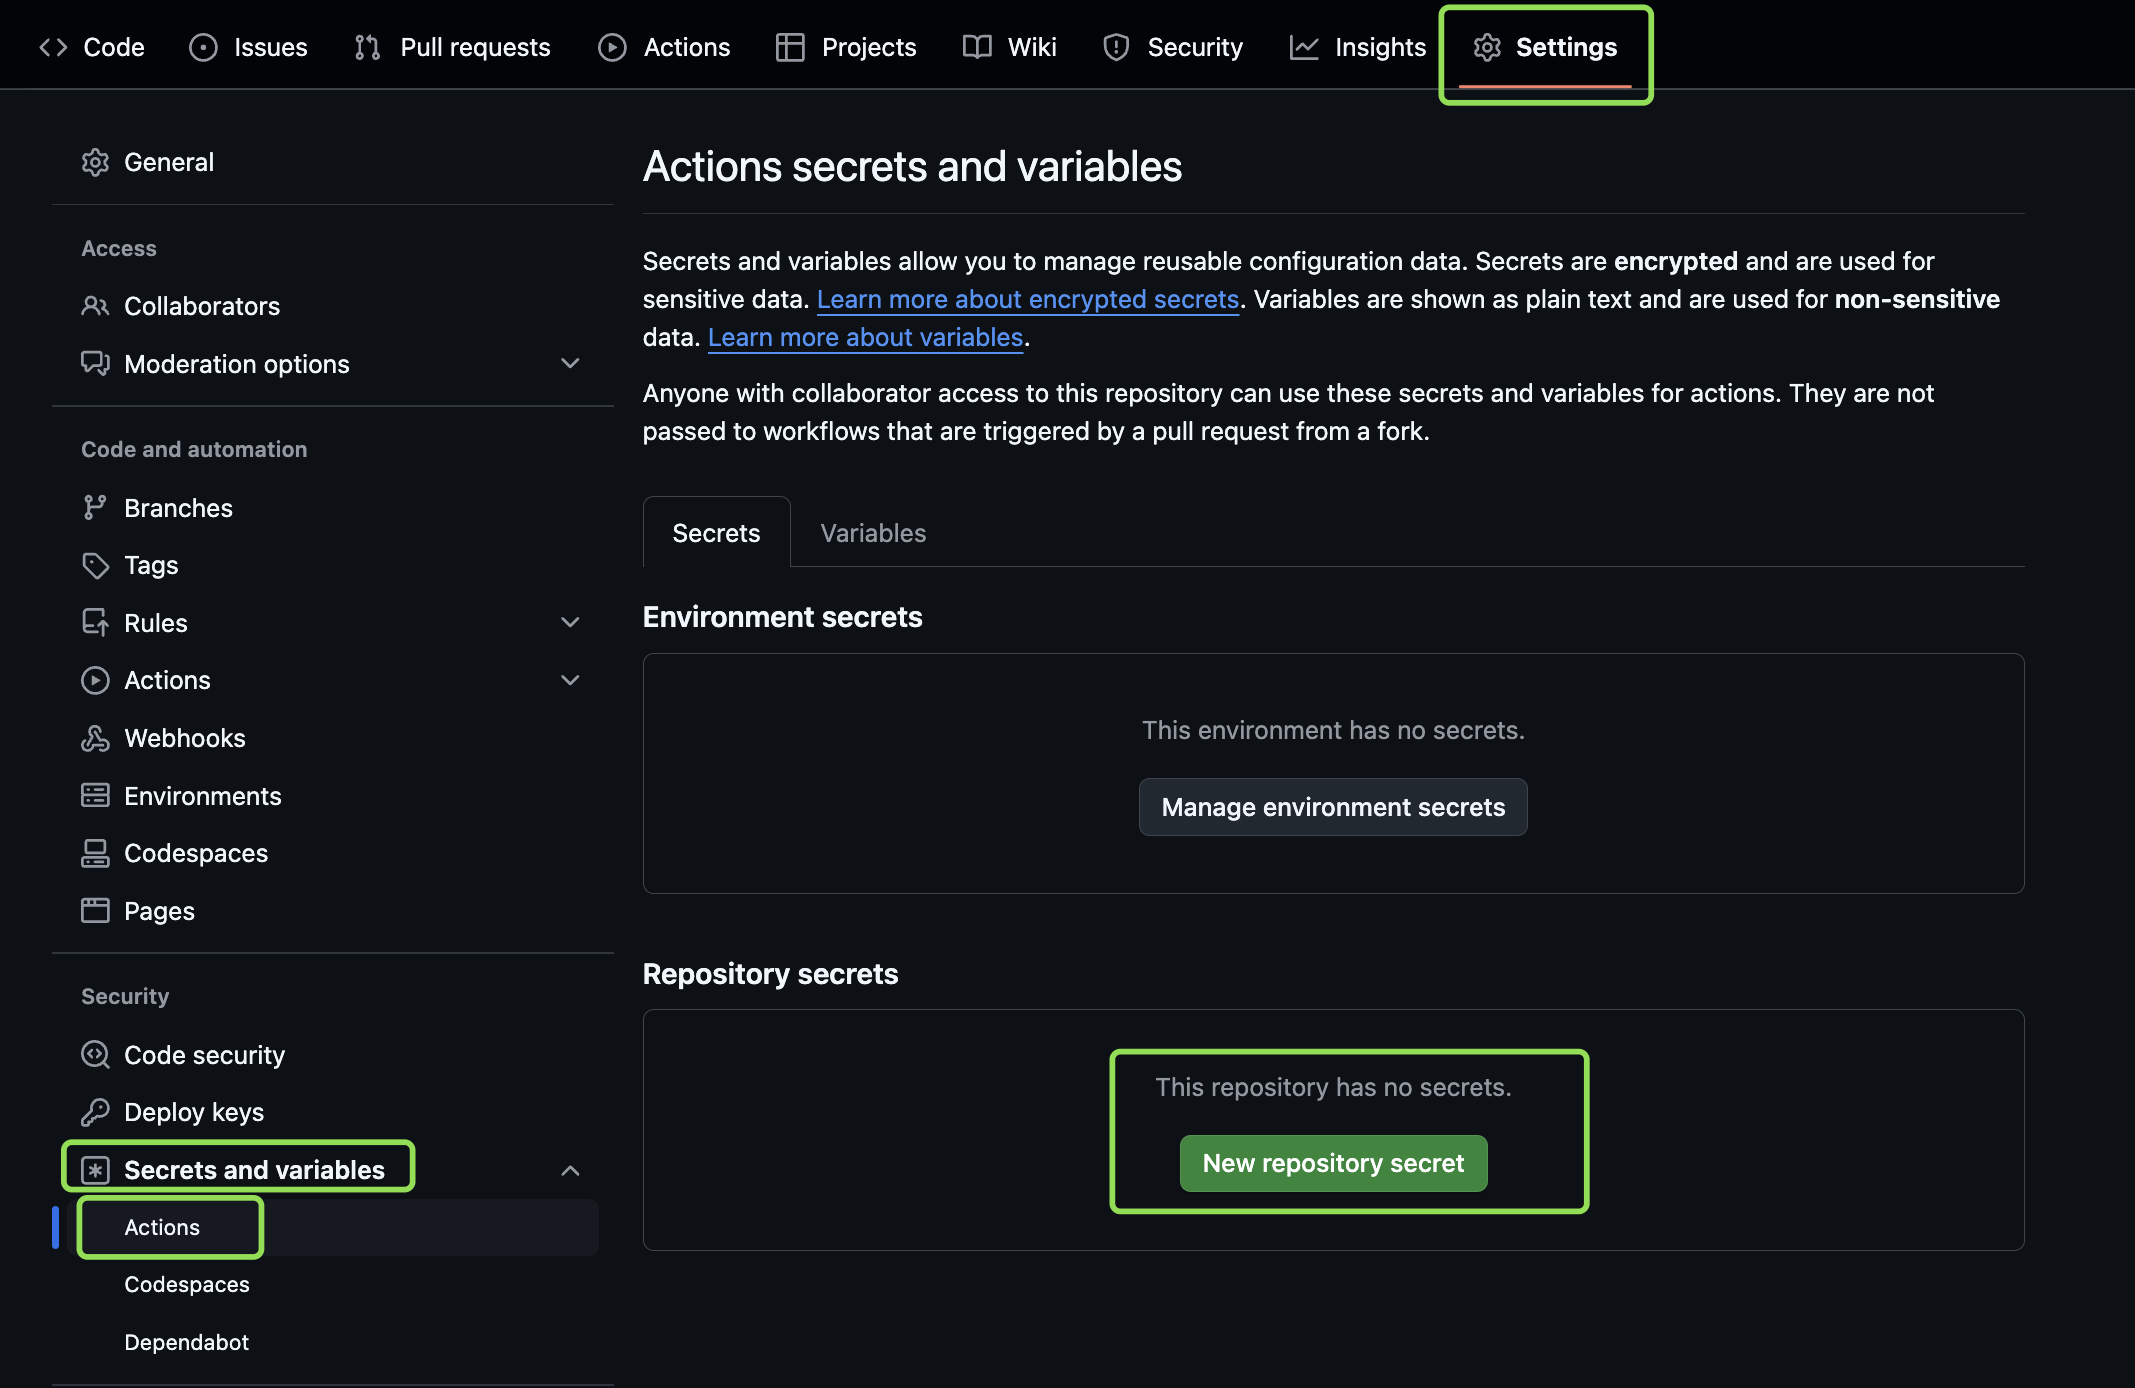 Code Issues Pull requests Actions Projects Wiki Security Insights Settings
General
Access
Collaborators
Moderation options
Code and automation
Branches
Tags
Rules
Actions
Webhooks
Environments
Codespaces
Pages
Security
Code security
Deploy keys
Secrets and variables
Actions
Codespaces
Dependabot
Actions secrets and variables
Secrets and variables allow you to manage reusable configuration data. Secrets are encrypted and are used for
sensitive data. Learn more about encrypted secrets. Variables are shown as plain text and are used for non-sensitive
data. Learn more about variables.
Anyone with collaborator access to this repository can use these secrets and variables for actions. They are not
passed to workflows that are triggered by a pull request from a fork.
Secrets Variables
Environment secrets
This environment has no secrets.
Manage environment secrets
Repository secrets
This repository has no secrets.
New repository secret